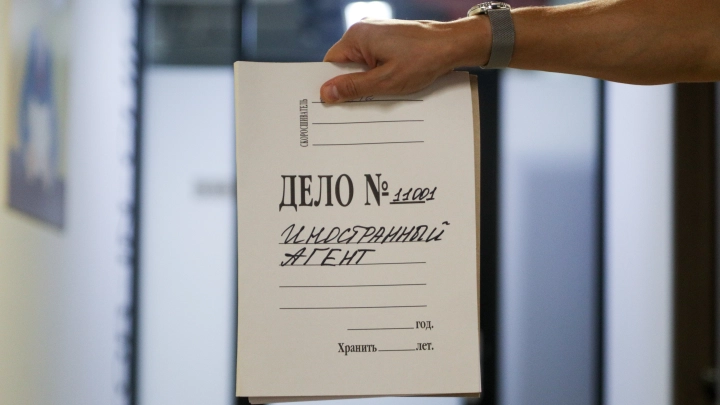 СКОРОСШИВАТЕЛЬ
ДЕЛО № 11001
ИНОСТРАННЫЙ
АГЕНТ
год.
Хранить лет.